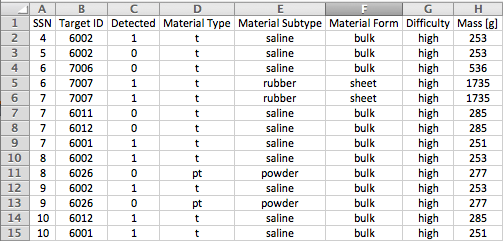 A B C D E F G H
1 SSN Target ID Detected Material Type Material Subtype Material Form Difficulty Mass [g]
2 4 6002 1 t saline bulk high 253
3 5 6002 0 t saline bulk high 253
4 6 7006 0 t saline bulk high 536
5 6 7007 1 t rubber sheet high 1735
6 7 7007 1 t rubber sheet high 1735
7 7 6011 0 t saline bulk high 285
8 7 6012 0 t saline bulk high 285
9 7 6001 1 t saline bulk high 251
10 8 6002 1 t saline bulk high 253
11 8 6026 0 pt powder bulk high 277
12 9 6002 1 t saline bulk high 253
13 9 6026 0 pt powder bulk high 277
14 10 6012 1 t saline bulk high 285
15 10 6001 1 t saline bulk high 251